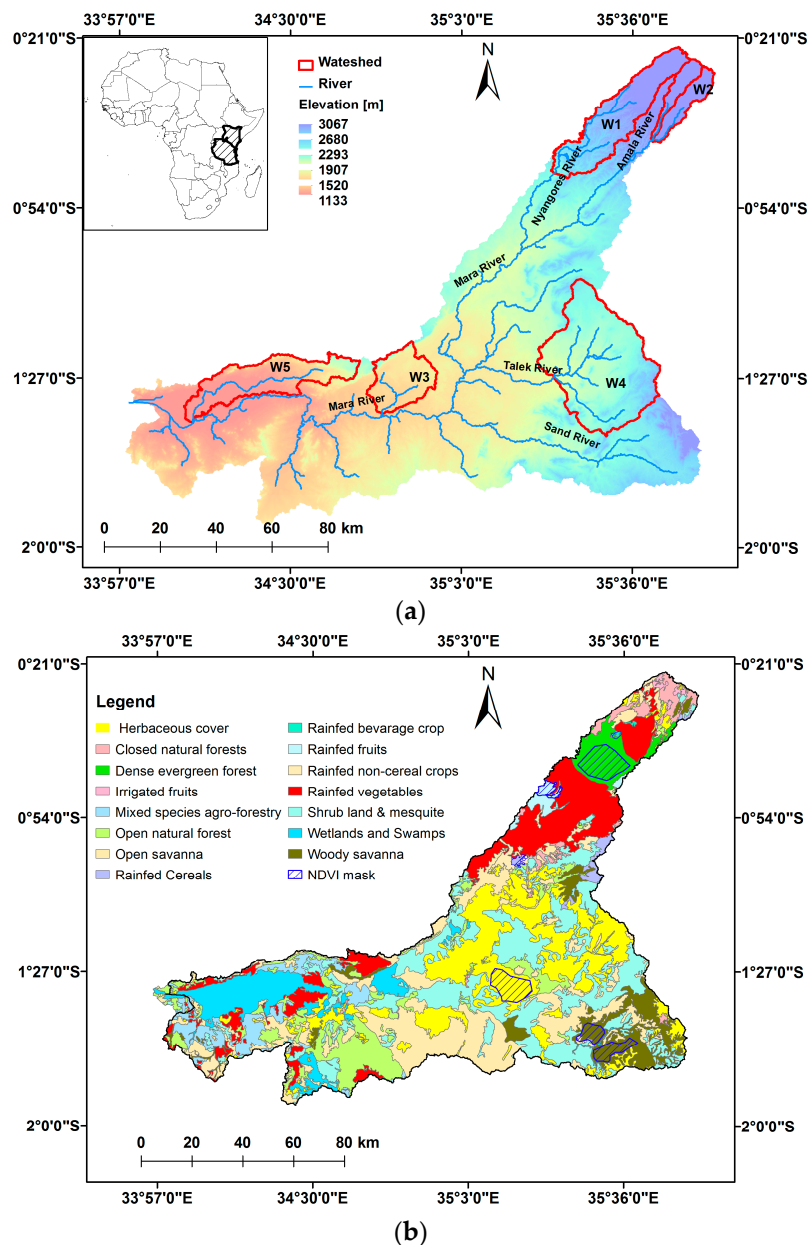 33°57'0"E 34°30'0"E 35°3'0"E 35°36'0"E
0°21'0"S 0°21'0"S
N
Watershed
River
Elevation [m]
3067
2680
2293
1907
1520
1133
W2
W1
Amala River
Nyangores River
0°54'0"S 0°54'0"S
Mara River
W5
W3
Talek River
W4
1°27'0"S 1°27'0"S
Mara River
Sand River
0 20 40 60 80 km
2°0'0"S 2°0'0"S
33°57'0"E 34°30'0"E 35°3'0"E 35°36'0"E
(a)
33°57'0"E 34°30'0"E 35°3'0"E 35°36'0"E
0°21'0"S 0°21'0"S
N
Legend
Herbaceous cover
Closed natural forests
Dense evergreen forest
Irrigated fruits
Mixed species agro-forestry
Open natural forest
Open savanna
Rainfed Cereals
Rainfed bevarage crop
Rainfed fruits
Rainfed non-cereal crops
Rainfed vegetables
Shrub land & mesquite
Wetlands and Swamps
Woody savanna
NDVI mask
0°54'0"S 0°54'0"S
1°27'0"S 1°27'0"S
2°0'0"S 2°0'0"S
0 20 40 60 80 km
33°57'0"E 34°30'0"E 35°3'0"E 35°36'0"E
(b)